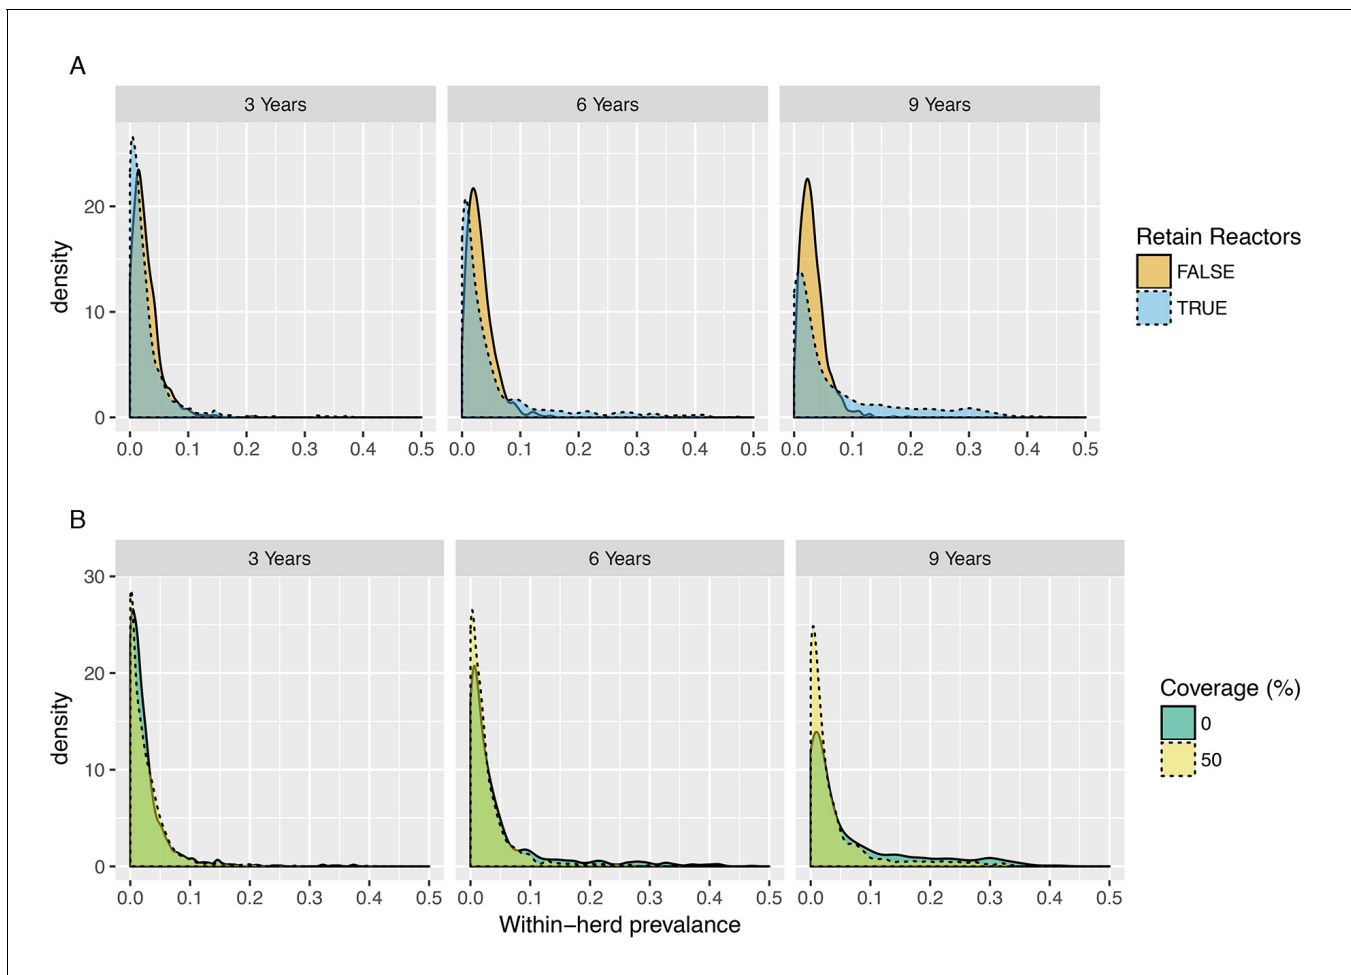 A
3 Years 6 Years 9 Years
density
20
10
0
0.0 0.1 0.2 0.3 0.4 0.5 0.0 0.1 0.2 0.3 0.4 0.5 0.0 0.1 0.2 0.3 0.4 0.5
Retain Reactors
FALSE
TRUE
B
3 Years 6 Years 9 Years
density
30
20
10
0
0.0 0.1 0.2 0.3 0.4 0.5 0.0 0.1 0.2 0.3 0.4 0.5 0.0 0.1 0.2 0.3 0.4 0.5
Within−herd prevalance
Coverage (%)
0
50